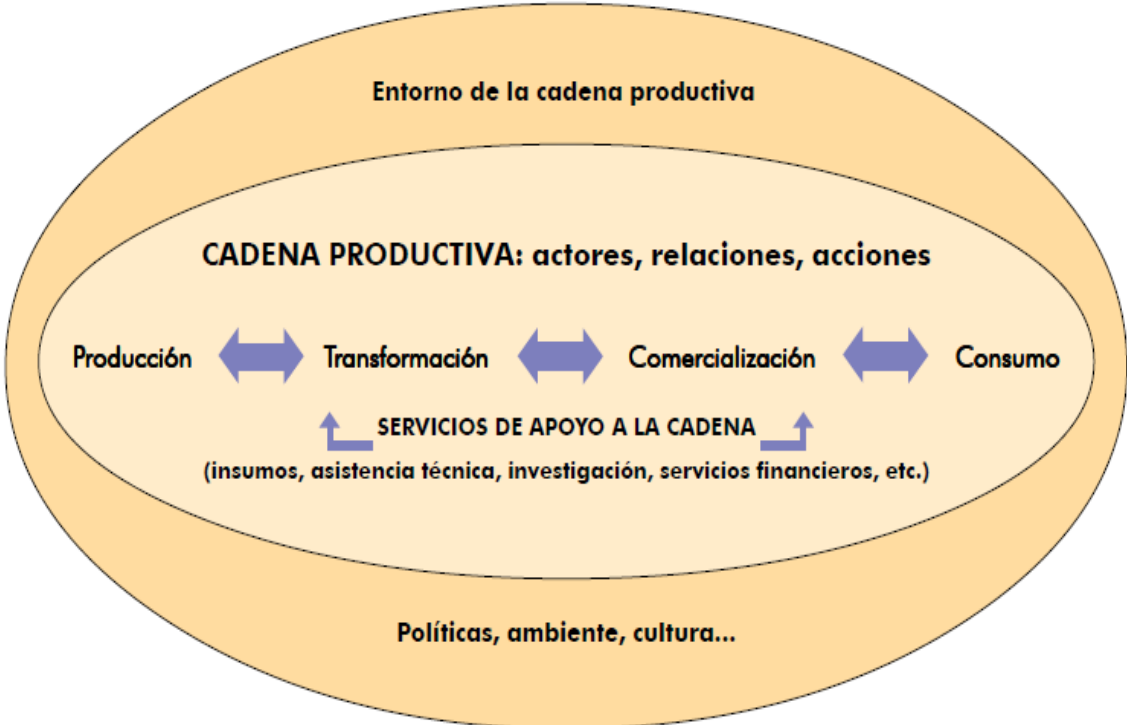 Entorno de la cadena productiva
CADENA PRODUCTIVA: actores, relaciones, acciones
Producción Transformación Comercialización Consumo
SERVICIOS DE APOYO A LA CADENA
(insumos, asistencia técnica, investigación, servicios financieros, etc.)
Políticas, ambiente, cultura...